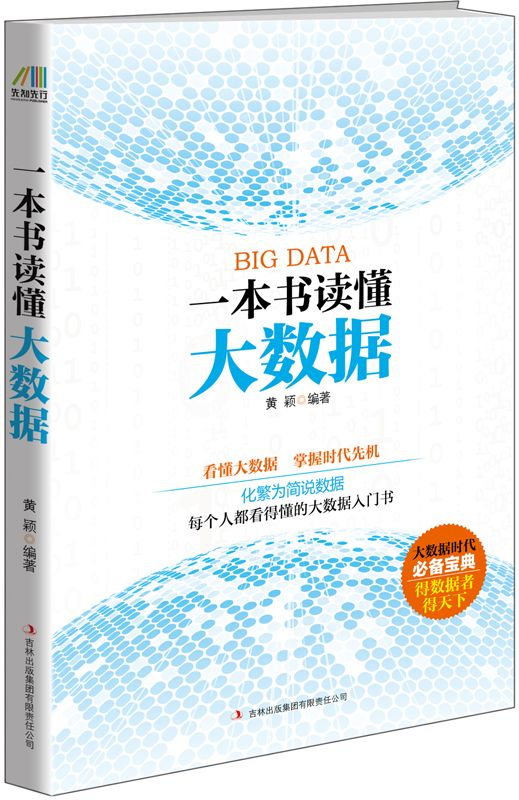 先知先行
一本书读懂
大数据
黄颖◎编著
吉林出版集团有限责任公司
BIG DATA
一本书读懂
大数据
黄 颖◎编著
看懂大数据 掌握时代先机
化繁为简说数据
每个人都看得懂的大数据入门书
大数据时代
必备宝典
得数据者
得天下
吉林出版集团有限责任公司